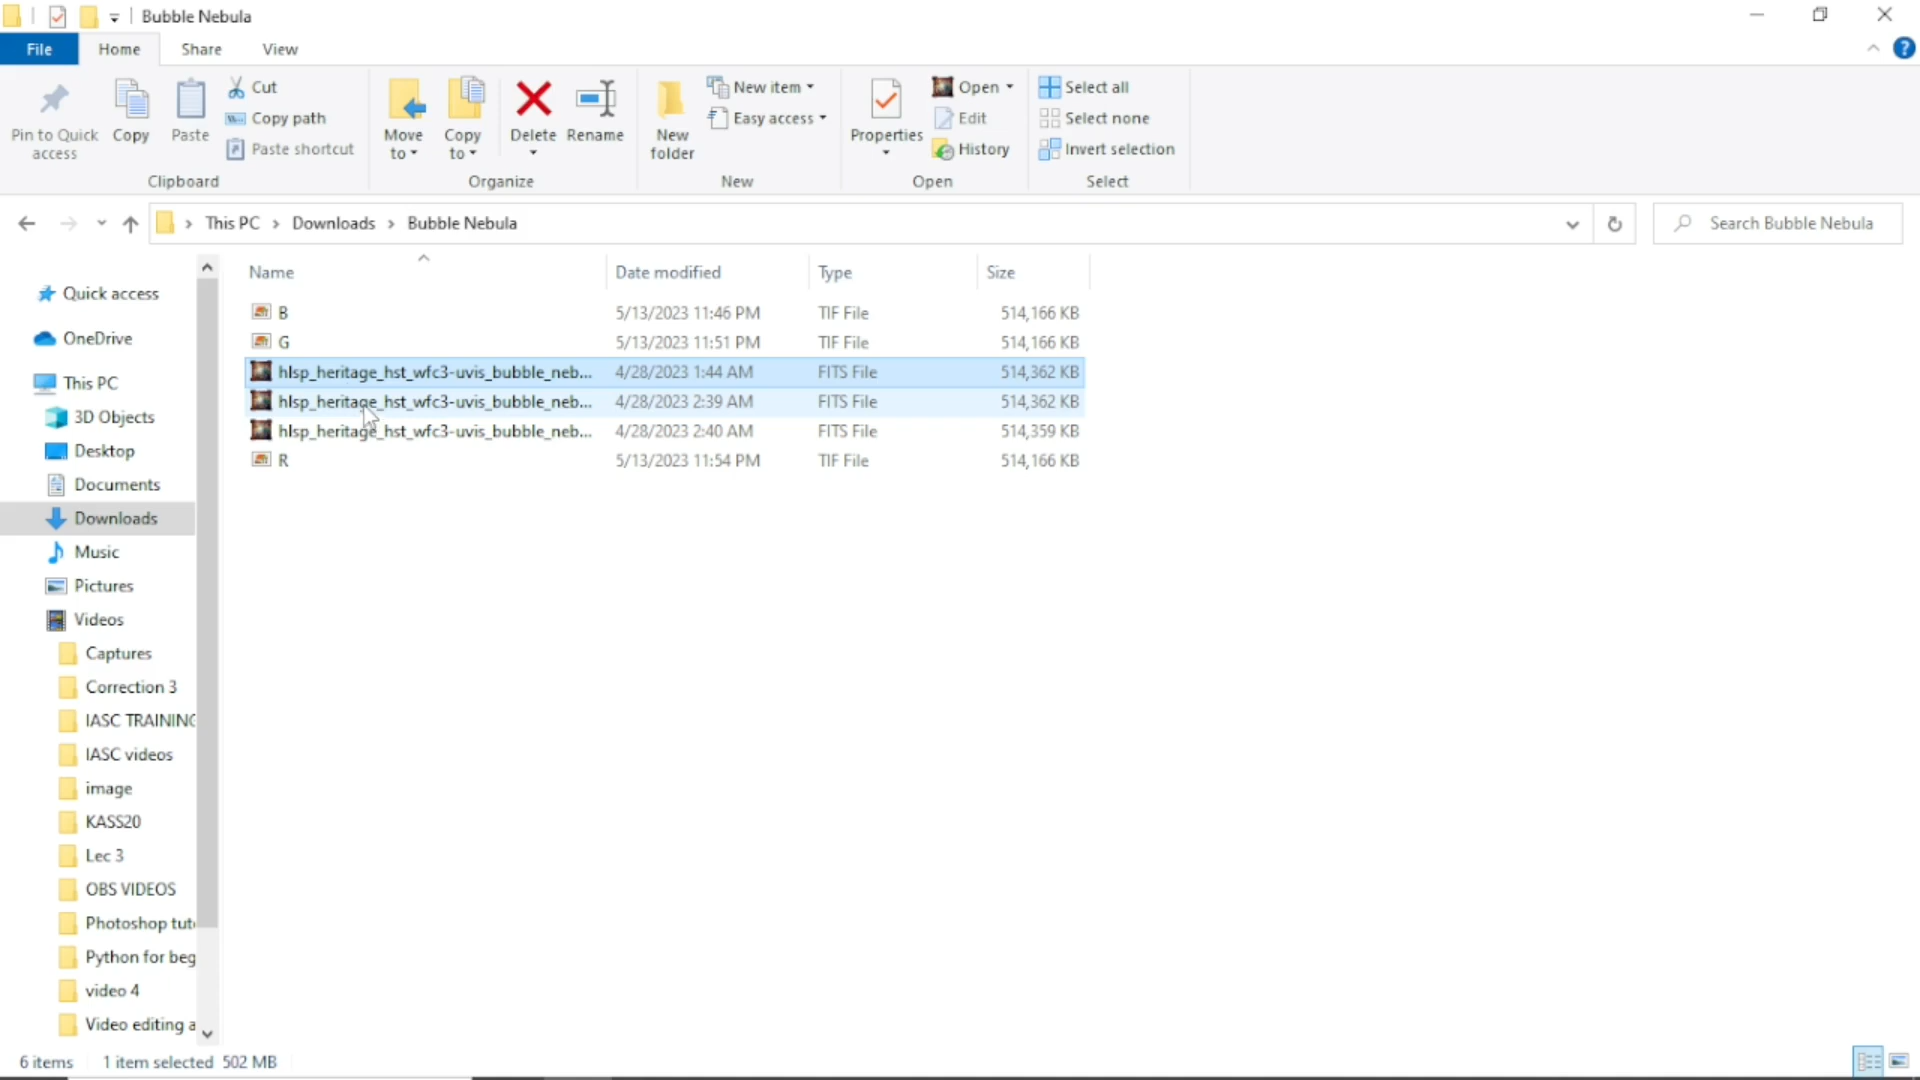 Bubble Nebula
File Home Share View
Pin to Quick access
Copy
Paste
Cut
Copy path
Paste shortcut
Clipboard
Move to
Copy to
Delete
Rename
Organize
New folder
New item
Easy access
New
Properties
Open
Edit
History
Open
Select all
Select none
Invert selection
Select
This PC Downloads Bubble Nebula
Search Bubble Nebula
Quick access
OneDrive
This PC
3D Objects
Desktop
Documents
Downloads
Music
Pictures
Videos
Captures
Correction 3
IASC TRAINING
IASC videos
image
KASS20
Lec 3
OBS VIDEOS
Photoshop tut
Python for beg
video 4
Video editing a
Name Date modified Type Size
B 5/13/2023 11:46 PM TIF File 514,166 KB
G 5/13/2023 11:51 PM TIF File 514,166 KB
hlsp_heritage_hst_wfc3-uvis_bubble_neb... 4/28/2023 1:44 AM FITS File 514,362 KB
hlsp_heritage_hst_wfc3-uvis_bubble_neb... 4/28/2023 2:39 AM FITS File 514,362 KB
hlsp_heritage_hst_wfc3-uvis_bubble_neb... 4/28/2023 2:40 AM FITS File 514,359 KB
R 5/13/2023 11:54 PM TIF File 514,166 KB
6 items 1 item selected 502 MB